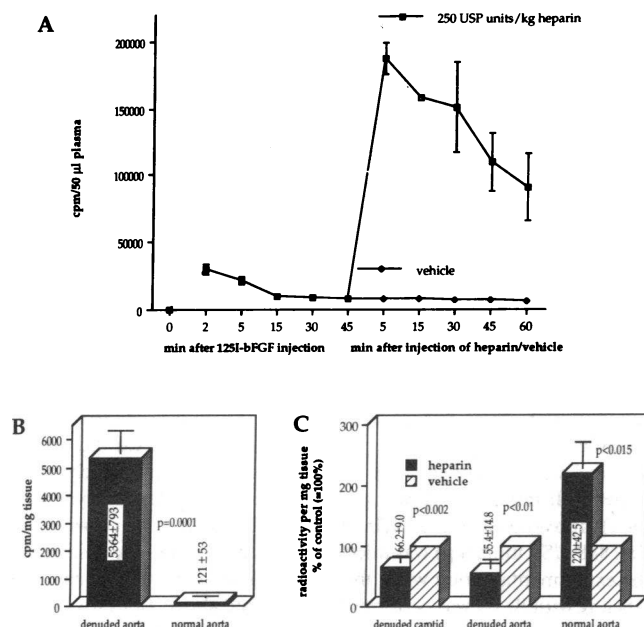 A
250 USP units/kg heparin
200000
150000
100000
50000
0
cpm/50 µl plasma
vehicle
0 2 5 15 30 45 5 15 30 45 60
min after 125I-bFGF injection min after injection of heparin/vehicle
B
6000
5000
4000
3000
2000
1000
0
cpm/mg tissue
5364±793
p=0.0001
121 ± 53
denuded aorta normal aorta
C
300
200
100
0
radioactivity per mg tissue
% of control (=100%)
heparin
vehicle
p<0.015
p<0.002
p<0.01
66.2±9.0
55.4±14.8
220±42.5
denuded carotid denuded aorta normal aorta